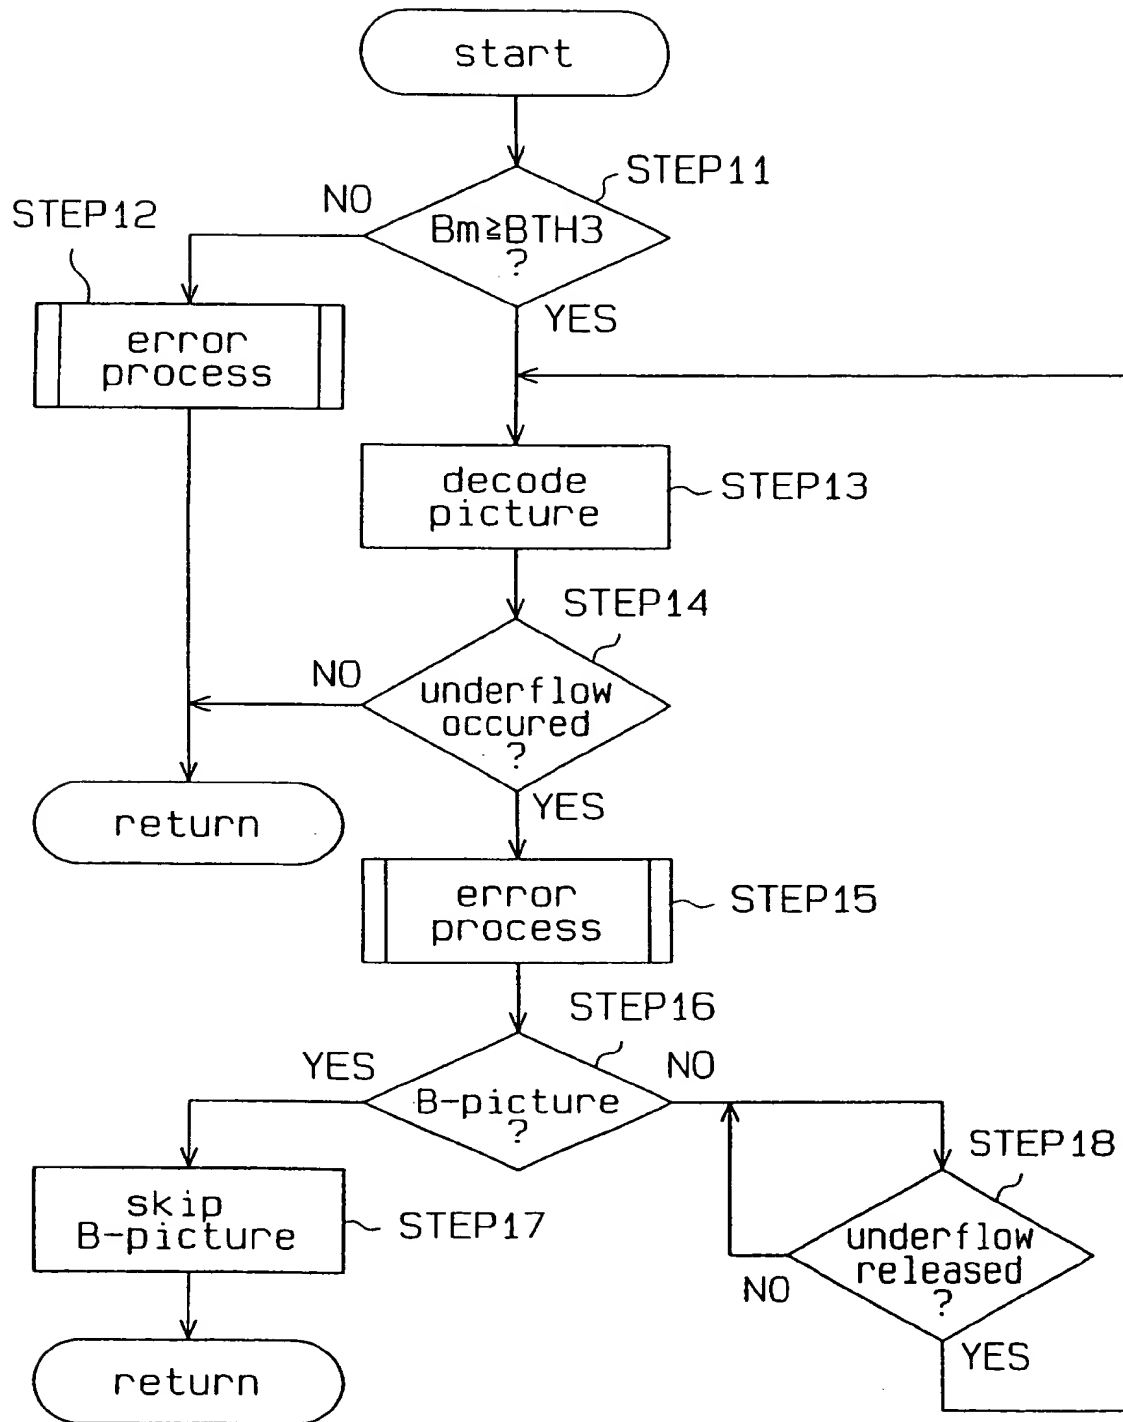 start
STEP11
NO
STEP12
Bm≧BTH3
?
YES
error
process
decode
picture
STEP13
STEP14
NO
underflow
occured
?
YES
return
error
process
STEP15
STEP16
YES
NO
B-picture
?
STEP18
skip
B-picture
STEP17
underflow
released
?
NO
YES
return